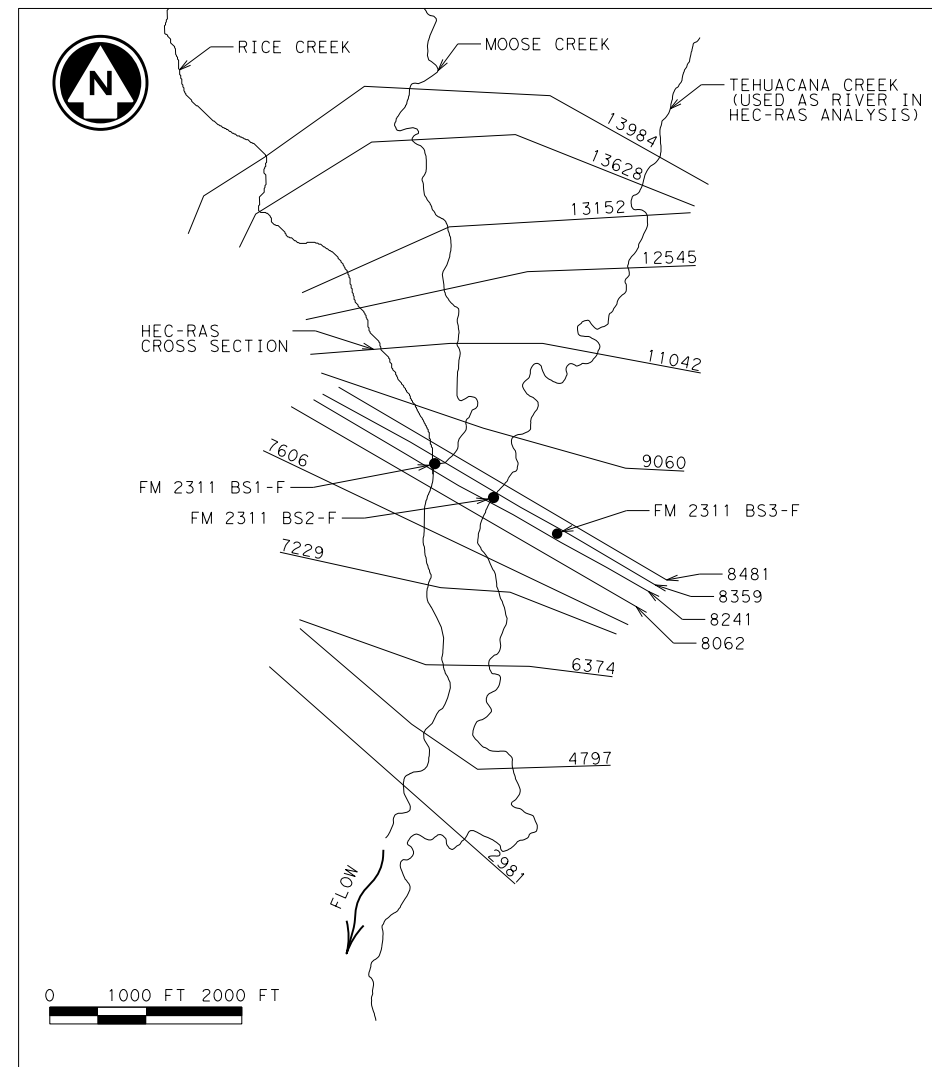 RICE CREEK
MOOSE CREEK
N
TEHUACANA CREEK
(USED AS RIVER IN
HEC-RAS ANALYSIS)
13984
13628
13152
12545
HEC-RAS
CROSS SECTION
11042
7606
9060
FM 2311 BS1-F
FM 2311 BS2-F
FM 2311 BS3-F
7229
8481
8359
8241
8062
6374
4797
2981
FLOW
0 1000 FT 2000 FT